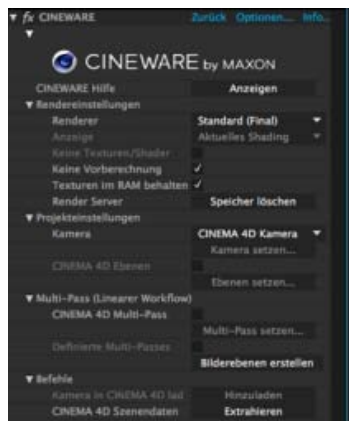 fx CINEWARE Zurück Optionen... Info...
CINEWARE by MAXON
CINEWARE Hilfe Anzeigen
Rendereinstellungen
Renderer Standard (Final)
Anzeige Aktuelles Shading
Keine Texturen/Shader
Keine Vorberechnung
Texturen im RAM behalten
Render Server Speicher löschen
Projekteinstellungen
Kamera CINEMA 4D Kamera
Kamera setzen...
CINEMA 4D Ebenen
Ebenen setzen...
Multi-Pass (Linearer Workflow)
CINEMA 4D Multi-Pass
Multi-Pass setzen...
Definierte Multi-Passes
Bilderebenen erstellen
Befehle
Kamera in CINEMA 4D lad Hinzuladen
CINEMA 4D Szenendaten Extrahieren